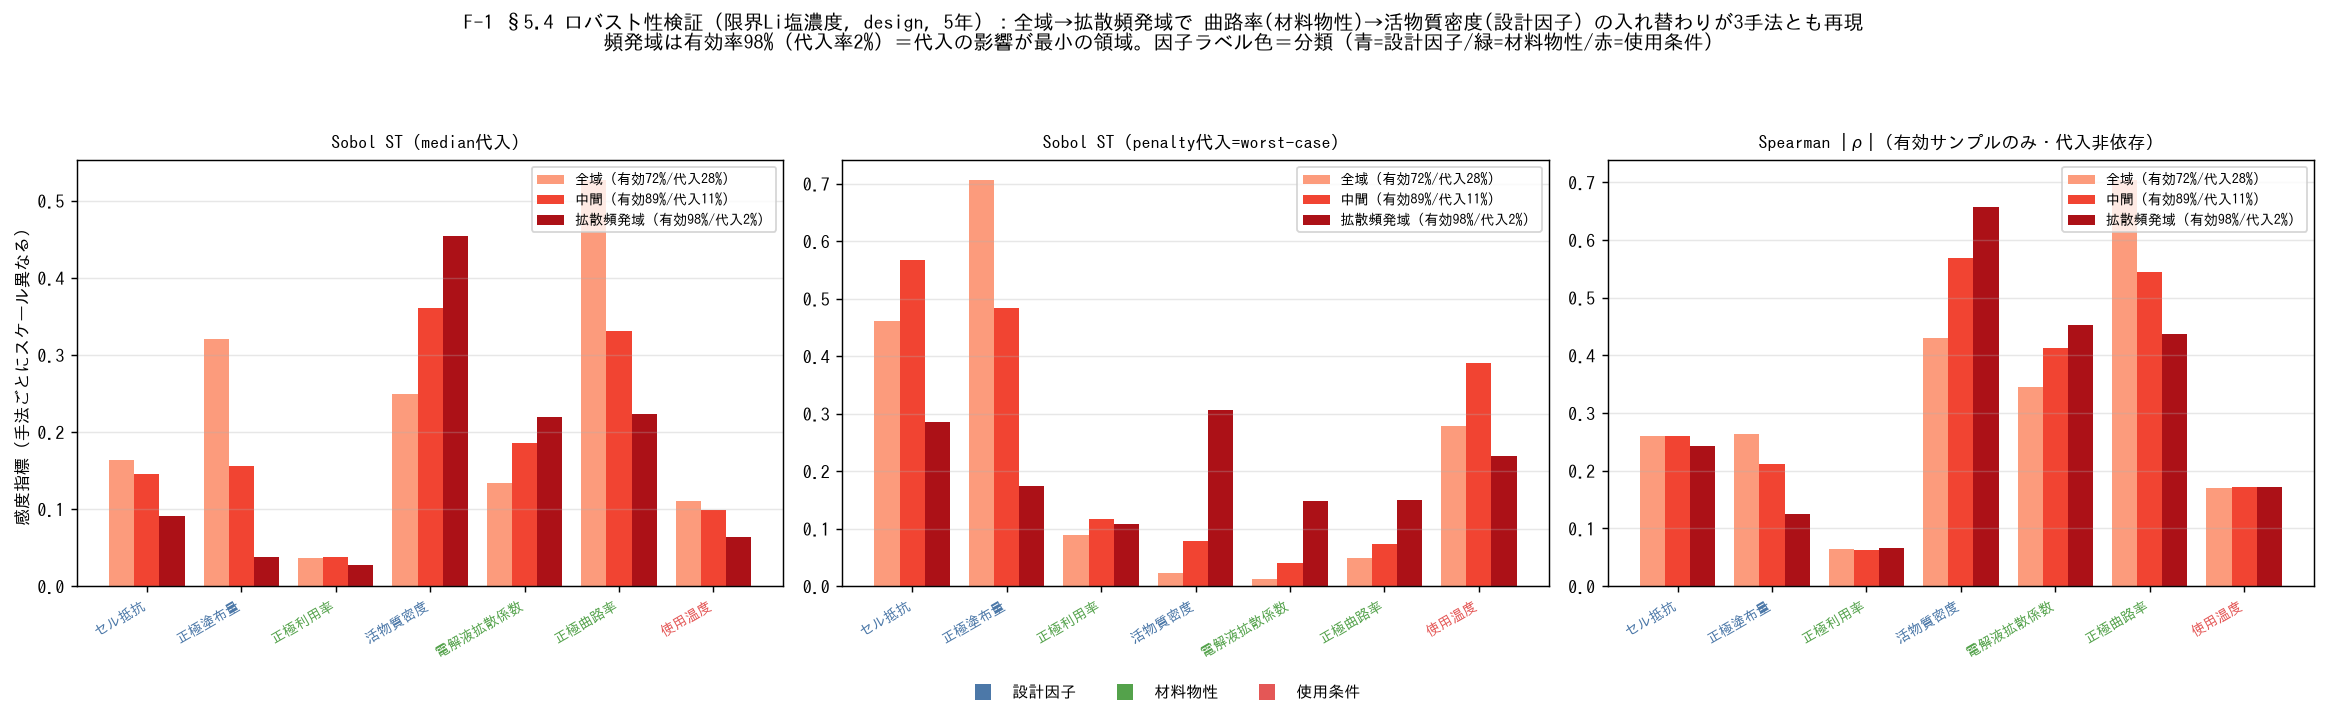 F-1 §5.4 ロバスト性検証（限界Li塩濃度, design, 5年）：全域→拡散頻発域で 曲路率(材料物性)→活物質密度(設計因子) の入れ替わりが3手法とも再現
頻発域は有効率98%（代入率2%）＝代入の影響が最小の領域。因子ラベル色＝分類（青=設計因子/緑=材料物性/赤=使用条件）
Sobol ST（median代入）
感度指標（手法ごとにスケール異なる）
0.5
0.4
0.3
0.2
0.1
0.0
全域（有効72%/代入28%）
中間（有効89%/代入11%）
拡散頻発域（有効98%/代入2%）
セル抵抗
正極塗布量
正極利用率
活物質密度
電解液拡散係数
正極曲路率
使用温度
Sobol ST（penalty代入=worst-case）
0.7
0.6
0.5
0.4
0.3
0.2
0.1
0.0
全域（有効72%/代入28%）
中間（有効89%/代入11%）
拡散頻発域（有効98%/代入2%）
セル抵抗
正極塗布量
正極利用率
活物質密度
電解液拡散係数
正極曲路率
使用温度
Spearman |ρ|（有効サンプルのみ・代入非依存）
0.7
0.6
0.5
0.4
0.3
0.2
0.1
0.0
全域（有効72%/代入28%）
中間（有効89%/代入11%）
拡散頻発域（有効98%/代入2%）
セル抵抗
正極塗布量
正極利用率
活物質密度
電解液拡散係数
正極曲路率
使用温度
設計因子
材料物性
使用条件